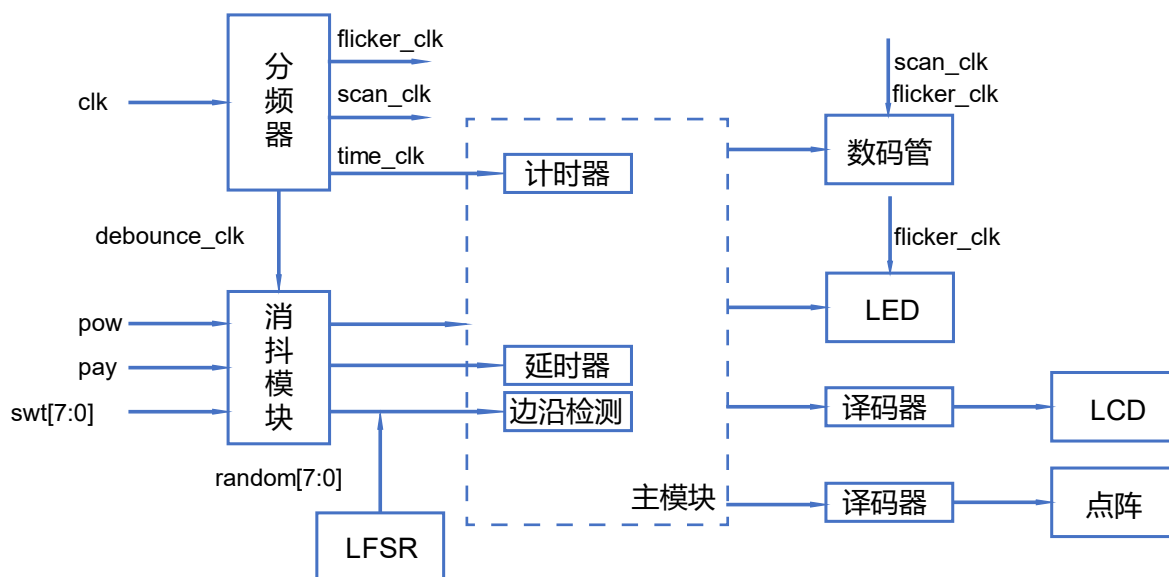 clk
分频器
flicker_clk
scan_clk
time_clk
debounce_clk
pow
pay
swt[7:0]
消抖模块
random[7:0]
LFSR
计时器
延时器
边沿检测
主模块
scan_clk
flicker_clk
数码管
flicker_clk
LED
译码器
LCD
译码器
点阵